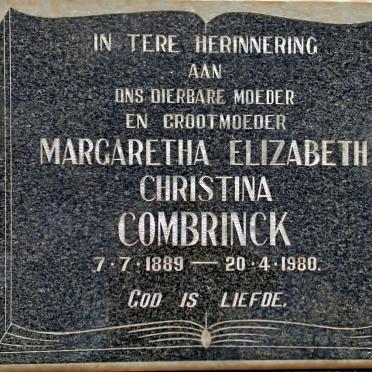 IN TERE HERINNERING
AAN
ONS DIERBARE MOEDER
EN GROOTMOEDER
MARGARETHA ELIZABETH
CHRISTINA
COMBRINCK
7·7·1889 — 20·4·1980.
GOD IS LIEFDE.